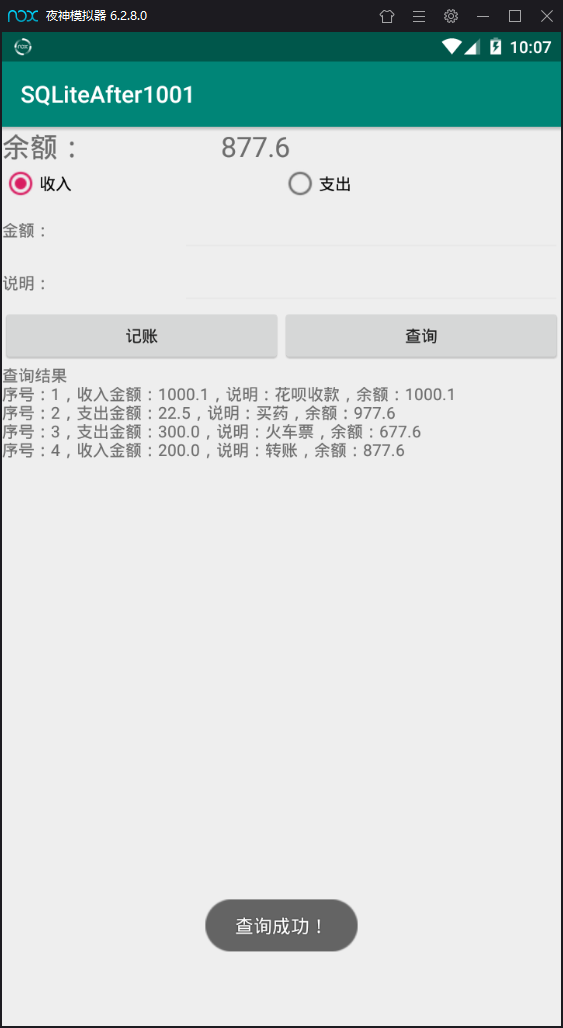 nox 夜神模拟器 6.2.8.0
nox 10:07
SQLiteAfter1001
余额： 877.6
收入 支出
金额：
说明：
记账 查询
查询结果
序号：1，收入金额：1000.1，说明：花呗收款，余额：1000.1
序号：2，支出金额：22.5，说明：买药，余额：977.6
序号：3，支出金额：300.0，说明：火车票，余额：677.6
序号：4，收入金额：200.0，说明：转账，余额：877.6
查询成功！